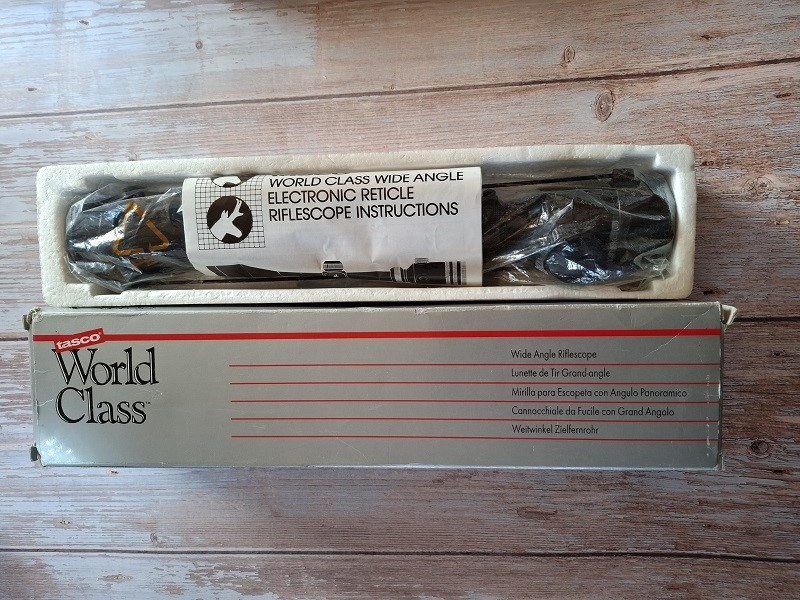 WORLD CLASS WIDE ANGLE
ELECTRONIC RETICLE
RIFLESCOPE INSTRUCTIONS
tasco®
World
Class™
Wide Angle Riflescope
Lunette de Tir Grand-angle
Mirilla para Escopeta con Angulo Panoramico
Cannocchiale da Fucile con Grand Angolo
Weitwinkel Zielfernrohr